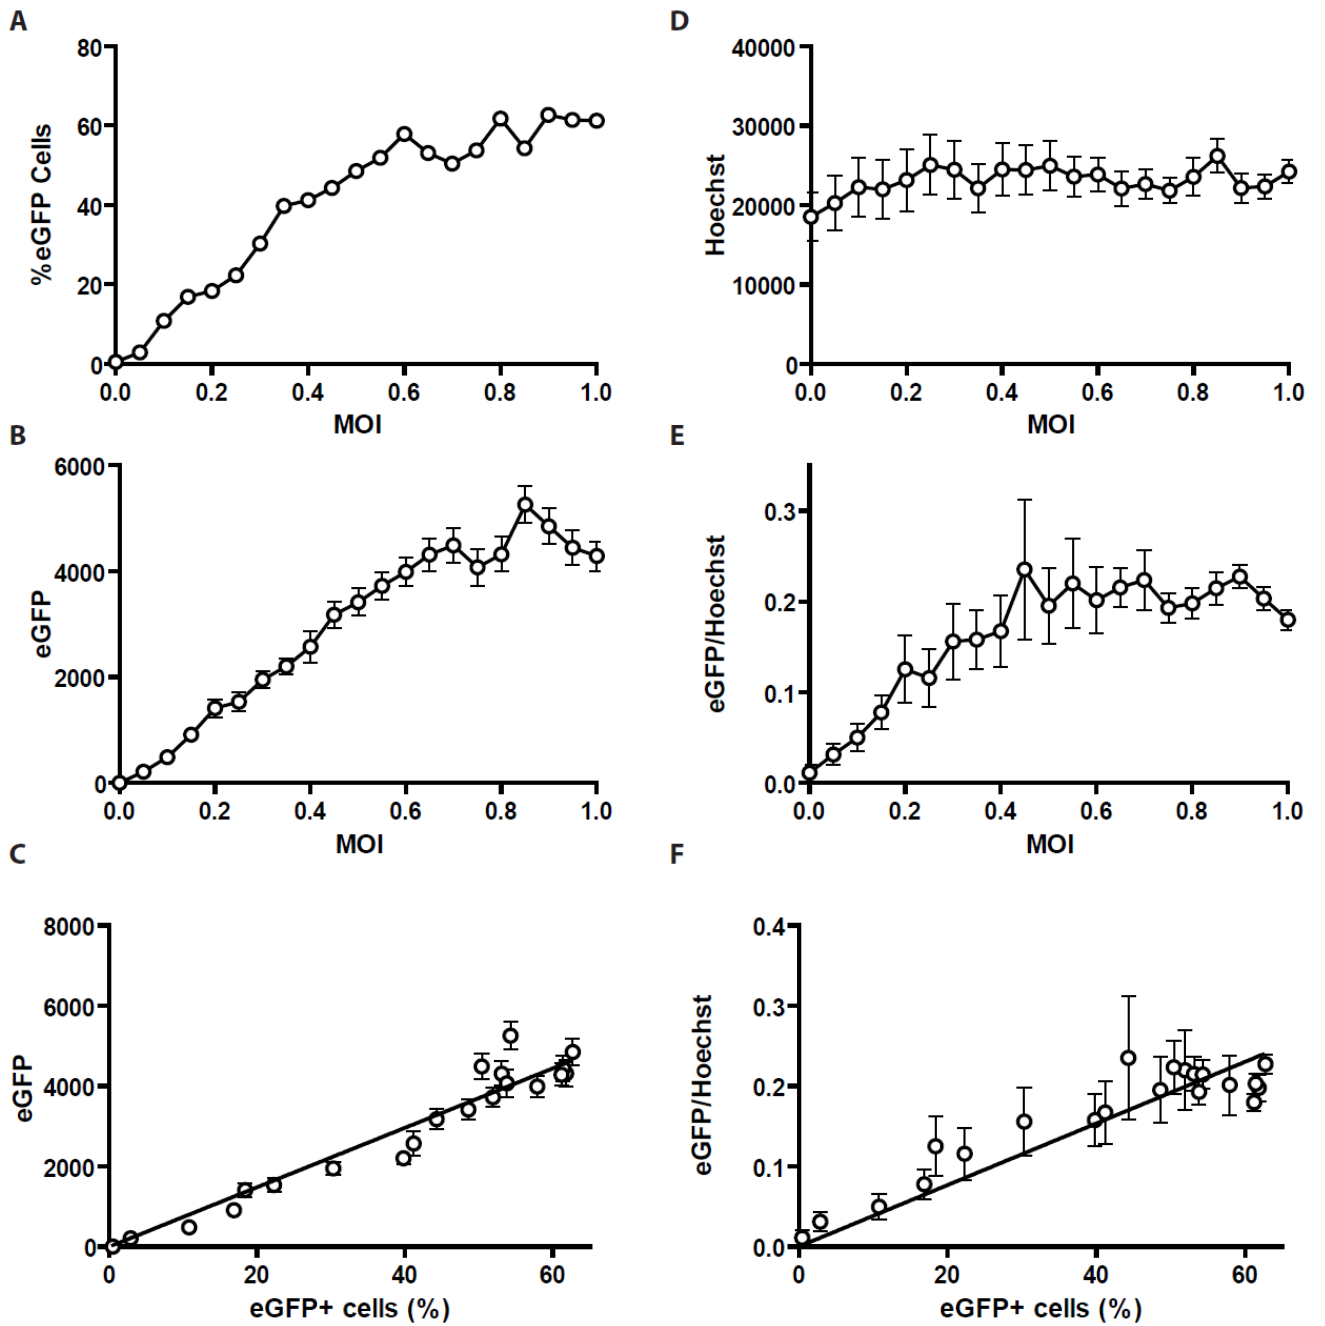 A
80
60
40
20
0
%eGFP Cells
0.0 0.2 0.4 0.6 0.8 1.0
MOI
D
40000
30000
20000
10000
0
Hoechst
0.0 0.2 0.4 0.6 0.8 1.0
MOI
B
6000
4000
2000
0
eGFP
0.0 0.2 0.4 0.6 0.8 1.0
MOI
E
0.3
0.2
0.1
0.0
eGFP/Hoechst
0.0 0.2 0.4 0.6 0.8 1.0
MOI
C
8000
6000
4000
2000
0
eGFP
0 20 40 60
eGFP+ cells (%)
F
0.4
0.3
0.2
0.1
0.0
eGFP/Hoechst
0 20 40 60
eGFP+ cells (%)